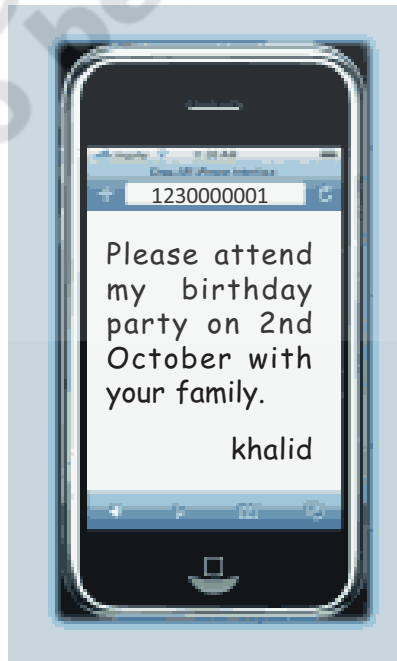 1230000001
Please attend
my birthday
party on 2nd
October with
your family.
khalid